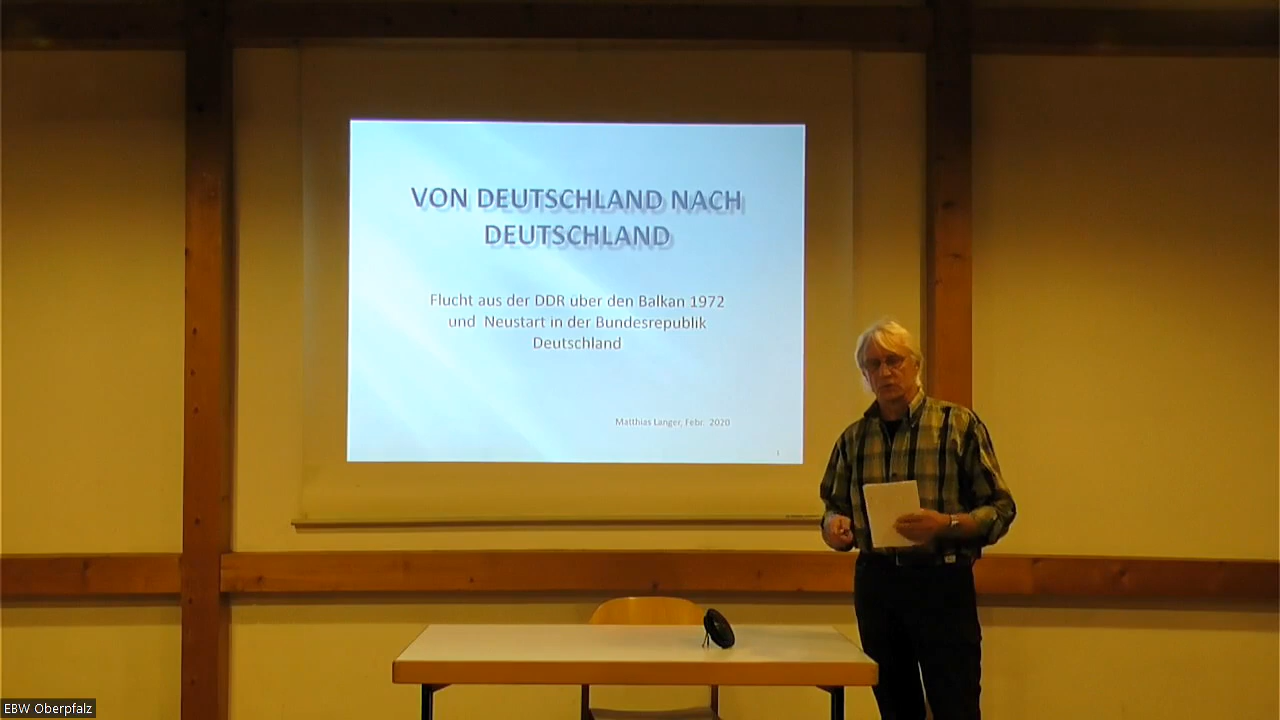 VON DEUTSCHLAND NACH
DEUTSCHLAND
Flucht aus der DDR über den Balkan 1972
und Neustart in der Bundesrepublik
Deutschland
Matthias Langer, Febr. 2020
1
EBW Oberpfalz